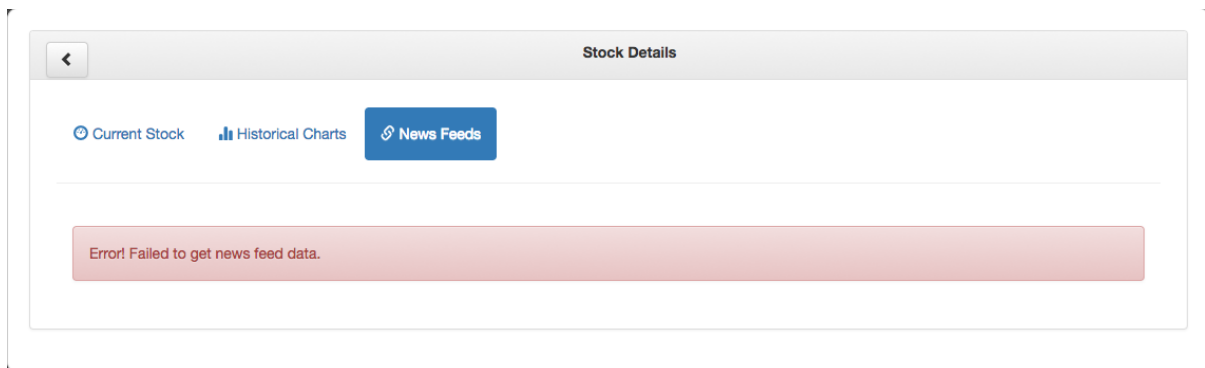 Stock Details
Current Stock Historical Charts News Feeds
Error! Failed to get news feed data.